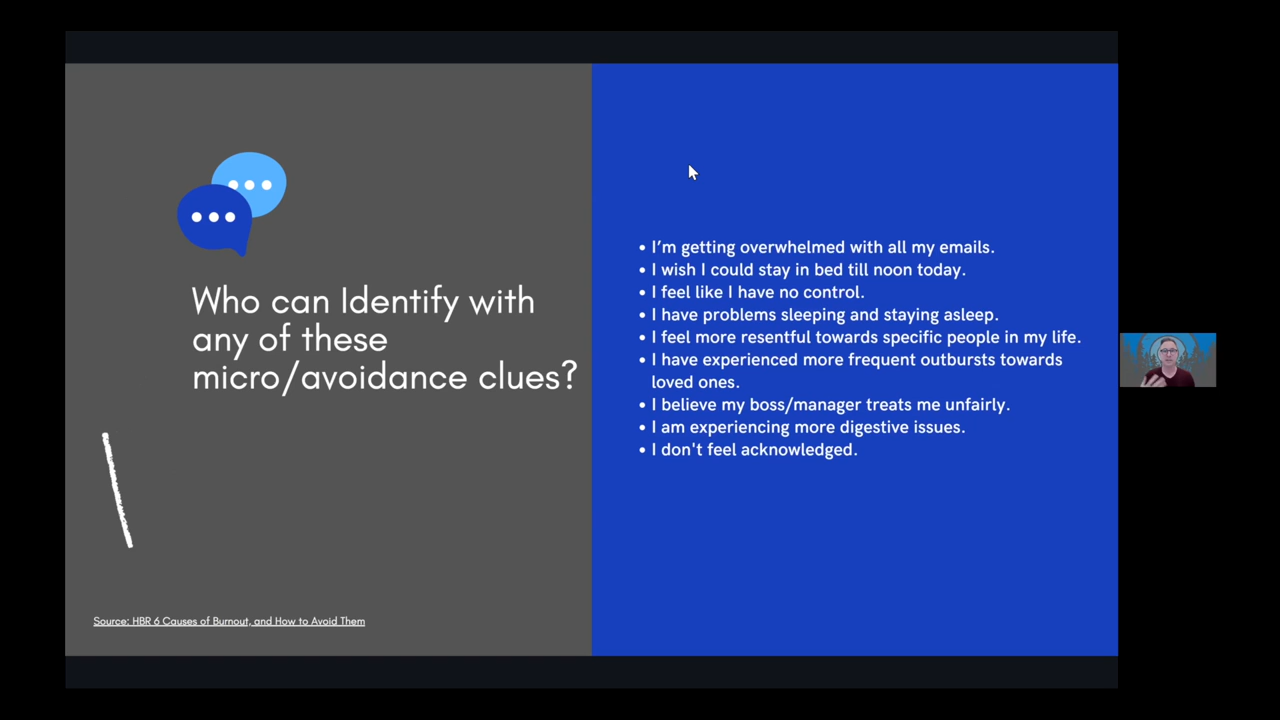 Who can Identify with
any of these
micro/avoidance clues?
Source: HBR 6 Causes of Burnout, and How to Avoid Them
• I’m getting overwhelmed with all my emails.
• I wish I could stay in bed till noon today.
• I feel like I have no control.
• I have problems sleeping and staying asleep.
• I feel more resentful towards specific people in my life.
• I have experienced more frequent outbursts towards
loved ones.
• I believe my boss/manager treats me unfairly.
• I am experiencing more digestive issues.
• I don't feel acknowledged.